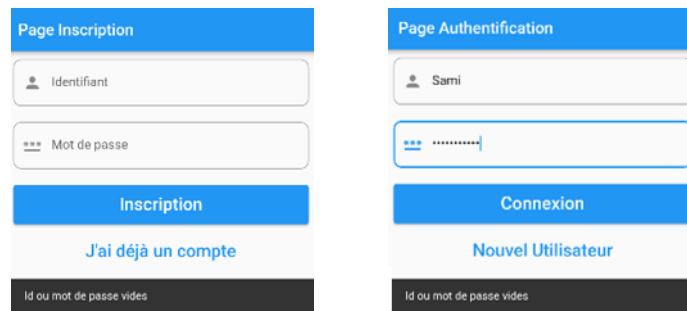 Page Inscription
Identifiant
Mot de passe
Inscription
J'ai déjà un compte
Id ou mot de passe vides
Page Authentification
Sami
•••••••••••
Connexion
Nouvel Utilisateur
Id ou mot de passe vides